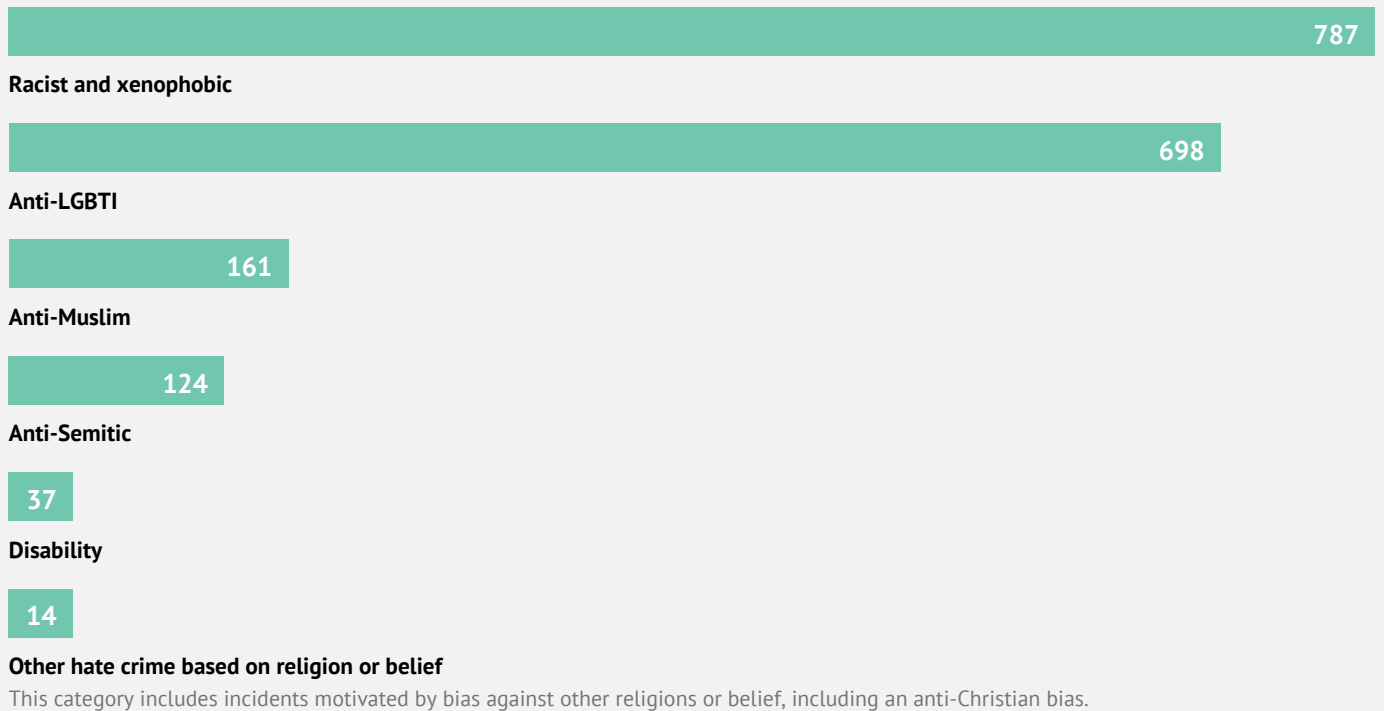 787
Racist and xenophobic
698
Anti-LGBTI
161
Anti-Muslim
124
Anti-Semitic
37
Disability
14
Other hate crime based on religion or belief
This category includes incidents motivated by bias against other religions or belief, including an anti-Christian bias.